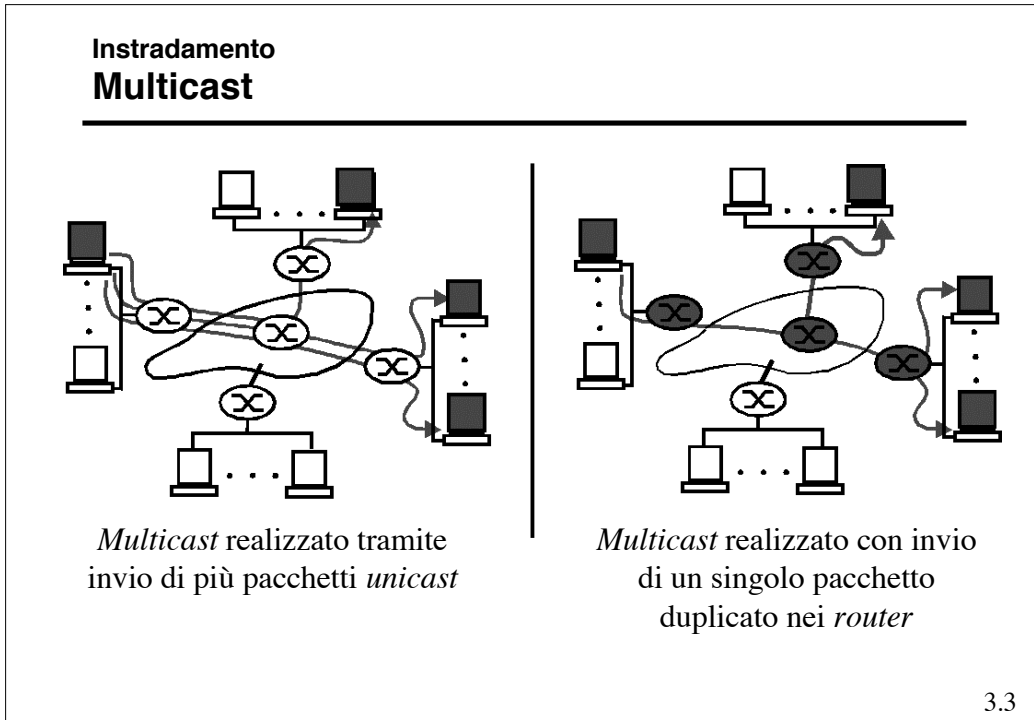 Instradamento
Multicast
Multicast realizzato tramite
invio di più pacchetti unicast
Multicast realizzato con invio
di un singolo pacchetto
duplicato nei router
3.3